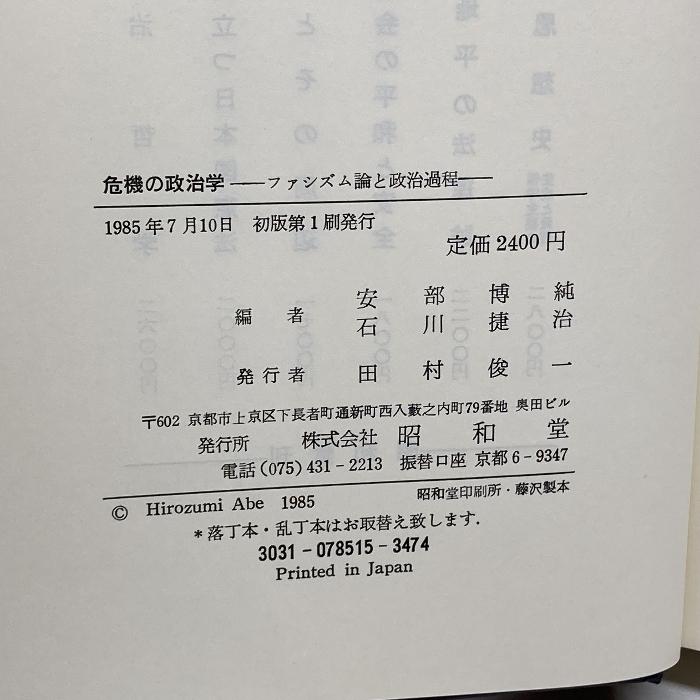 危機の政治学——ファシズム論と政治過程——
1985年7月10日 初版第1刷発行
定価2400円
編者 安部博純
石川捷治
発行者 田村俊一
〒602 京都市上京区下長者町通新町西入藪之内町79番地 奥田ビル
発行所 株式会社 昭和堂
電話(075)431-2213 振替口座 京都6-9347
© Hirozumi Abe 1985 昭和堂印刷所・藤沢製本
*落丁本・乱丁本はお取替え致します.
3031-078515-3474
Printed in Japan